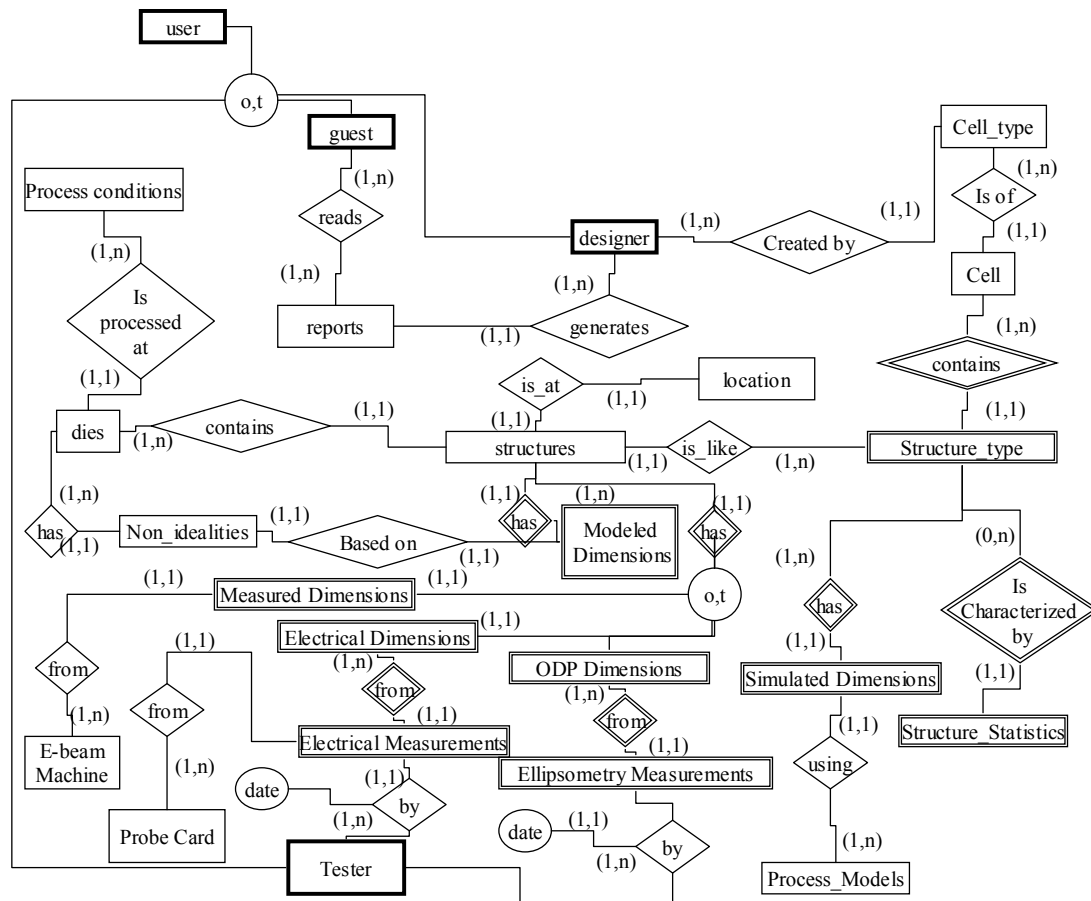 user
o,t
guest
Cell_type
(1,n)
(1,n)
Process conditions
reads
Is of
(1,n)
(1,1)
designer
Created by
(1,1)
(1,n)
(1,n)
(1,n)
Cell
Is
processed
at
reports
(1,1)
generates
(1,n)
contains
(1,1)
is_at
location
(1,1)
(1,1)
(1,1)
(1,1)
dies
(1,n)
contains
structures
(1,1)
is_like
(1,n)
Structure_type
(1,n)
(1,1)
(1,n)
(1,1)
has
(1,1)
Non_idealities
(1,1)
Based on
(1,1)
has
Modeled
Dimensions
has
(1,n)
(0,n)
(1,1)
Measured Dimensions
(1,1)
o,t
has
Is
Characterized
by
Electrical Dimensions
(1,1)
(1,1)
(1,n)
from
(1,1)
from
ODP Dimensions
(1,n)
(1,1)
Simulated Dimensions
(1,1)
from
(1,n)
from
(1,1)
(1,1)
Structure_Statistics
E-beam
Machine
Electrical Measurements
(1,1)
using
(1,n)
(1,1)
Ellipsometry Measurements
date
by
(1,n)
Probe Card
date
(1,1)
(1,n)
by
(1,n)
Tester
Process_Models